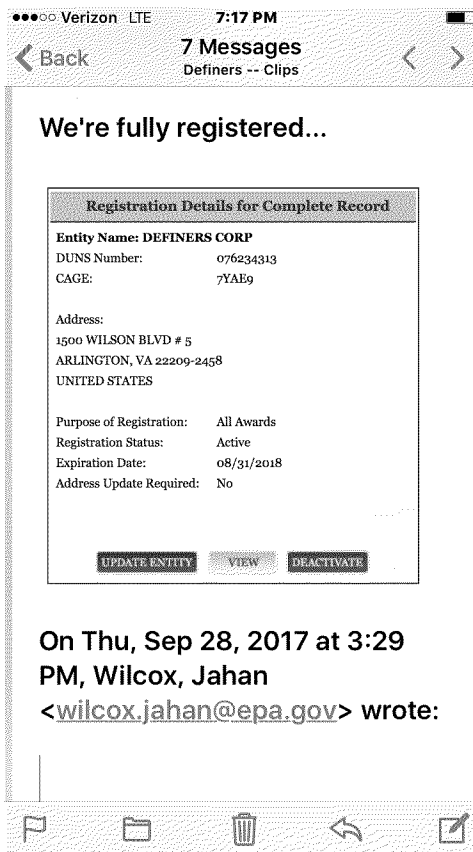 Verizon LTE 7:17 PM
Back 7 Messages
Definers -- Clips
We're fully registered...
Registration Details for Complete Record
Entity Name: DEFINERS CORP
DUNS Number: 076234313
CAGE: 7YAE9
Address:
1500 WILSON BLVD # 5
ARLINGTON, VA 22209-2458
UNITED STATES
Purpose of Registration: All Awards
Registration Status: Active
Expiration Date: 08/31/2018
Address Update Required: No
UPDATE ENTITY VIEW DEACTIVATE
On Thu, Sep 28, 2017 at 3:29
PM, Wilcox, Jahan
<wilcox.jahan@epa.gov> wrote: